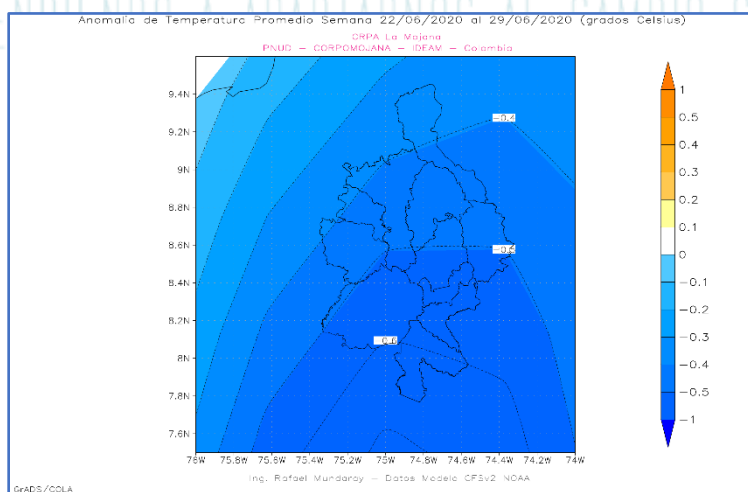 Anomalía de Temperatura Promedio Semana 22/06/2020 al 29/06/2020 (grados Celsius)
CRPA La Mojana
PNUD – CORPOMOJANA – IDEAM – Colombia
9.4N
9.2N
9N
8.8N
8.6N
8.4N
8.2N
8N
7.8N
7.6N
76W 75.8W 75.6W 75.4W 75.2W 75W 74.8W 74.6W 74.4W 74.2W 74W
-0.4
-0.5
-0.6
1
0.5
0.4
0.3
0.2
0.1
0
-0.1
-0.2
-0.3
-0.4
-0.5
-1
Ing. Rafael Mundaray – Datos Modelo CFSv2 NOAA
GrADS/COLA